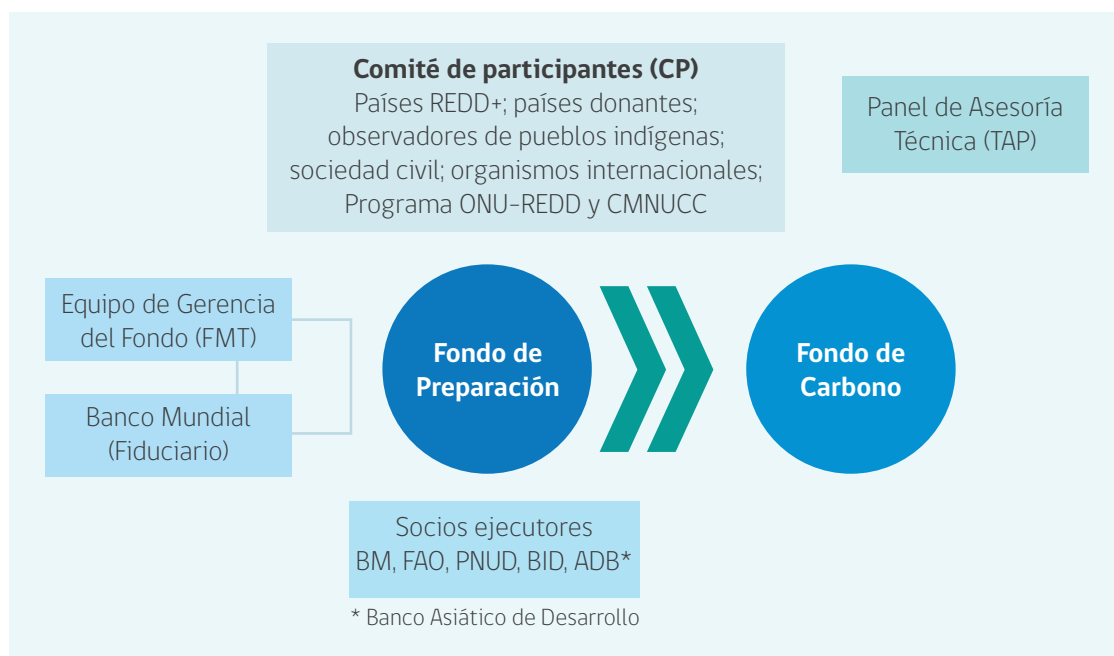 Comité de participantes (CP)
Países REDD+; países donantes;
observadores de pueblos indígenas;
sociedad civil; organismos internacionales;
Programa ONU-REDD y CMNUCC
Panel de Asesoría
Técnica (TAP)
Equipo de Gerencia
del Fondo (FMT)
Banco Mundial
(Fiduciario)
Fondo de
Preparación
Fondo de
Carbono
Socios ejecutores
BM, FAO, PNUD, BID, ADB*
* Banco Asiático de Desarrollo